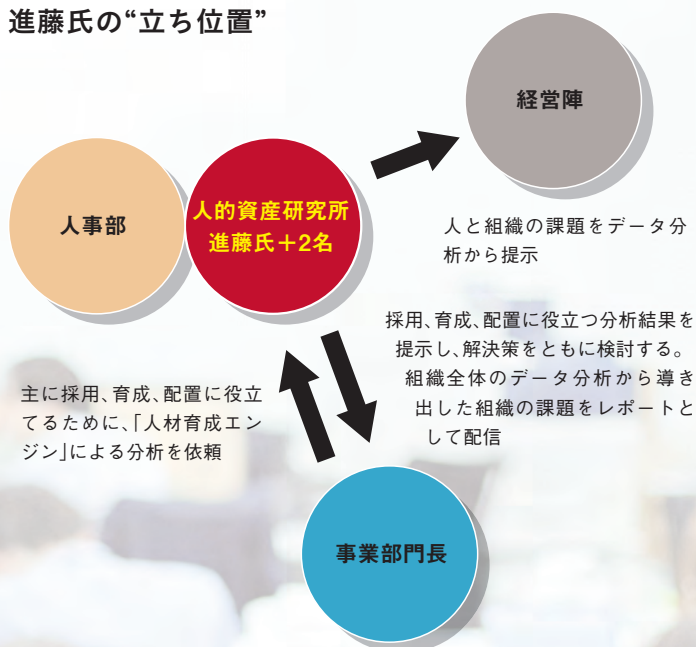 進藤氏の“立ち位置”
経営陣
人事部
人的資産研究所
進藤氏＋2名
人と組織の課題をデータ分
析から提示
採用、育成、配置に役立つ分析結果を
提示し、解決策をともに検討する。
組織全体のデータ分析から導き
出した組織の課題をレポートと
して配信
主に採用、育成、配置に役立
てるために、「人材育成エン
ジン」による分析を依頼
事業部門長